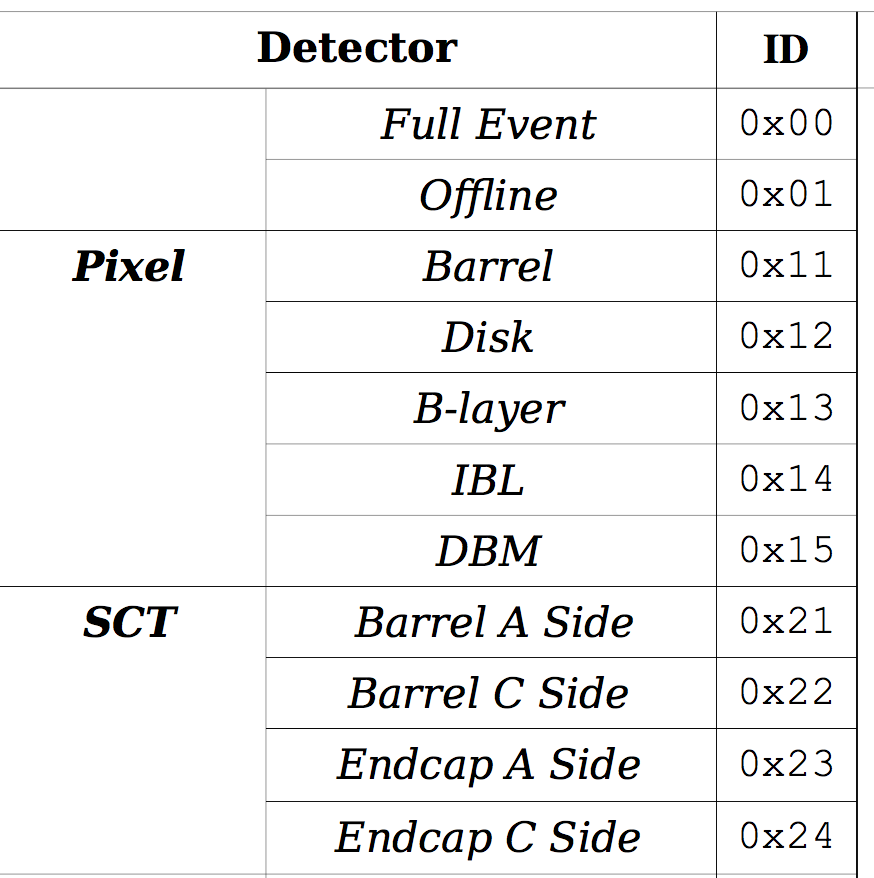 Detector ID
Full Event 0x00
Offline 0x01
Pixel Barrel 0x11
Disk 0x12
B-layer 0x13
IBL 0x14
DBM 0x15
SCT Barrel A Side 0x21
Barrel C Side 0x22
Endcap A Side 0x23
Endcap C Side 0x24